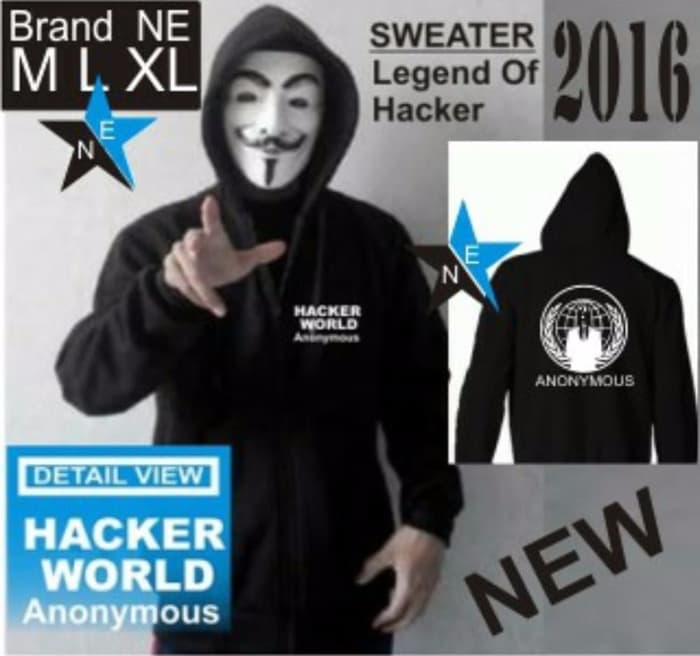 Brand NE
M L XL
N E
SWEATER
Legend Of
Hacker
2016
HACKER
WORLD
Anonymous
N E
ANONYMOUS
DETAIL VIEW
HACKER
WORLD
Anonymous
NEW